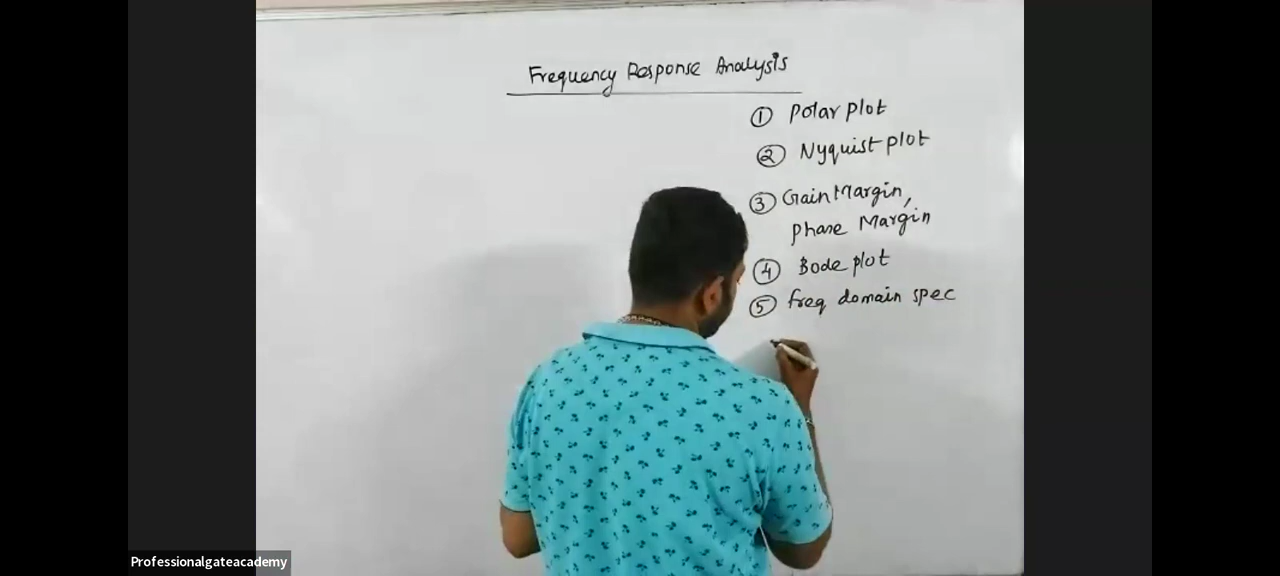 Frequency Response Analysis
① Polar plot
② Nyquist plot
③ Gain Margin,
phase Margin
④ Bode plot
⑤ freq domain spec
Professionalgateacademy